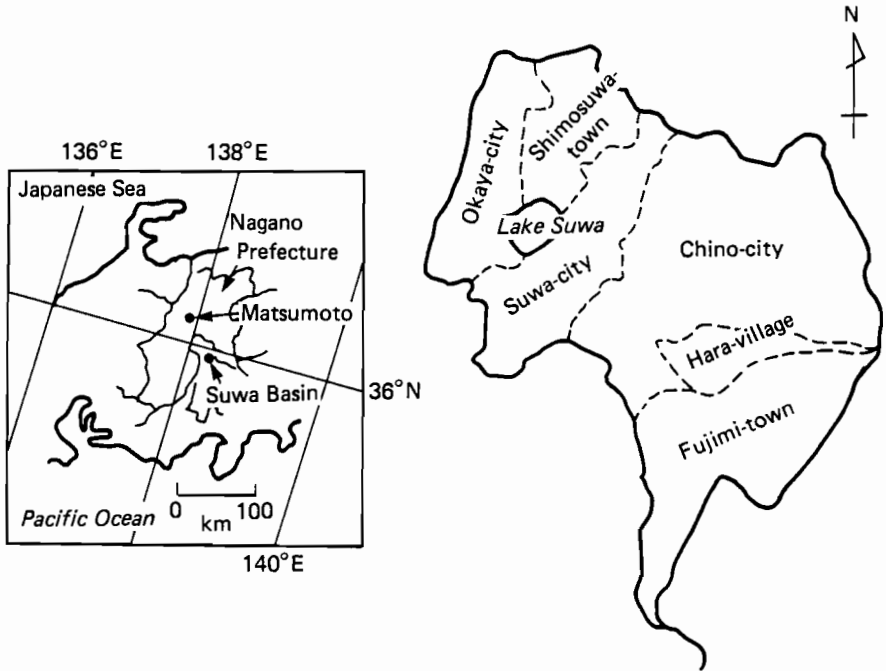 136°E
138°E
Japanese Sea
Nagano
Prefecture
Matsumoto
Suwa Basin
36°N
0
100
km
Pacific Ocean
140°E
N
Okaya-city
Shimosuwa-
town
Lake Suwa
Suwa-city
Chino-city
Hara-village
Fujimi-town